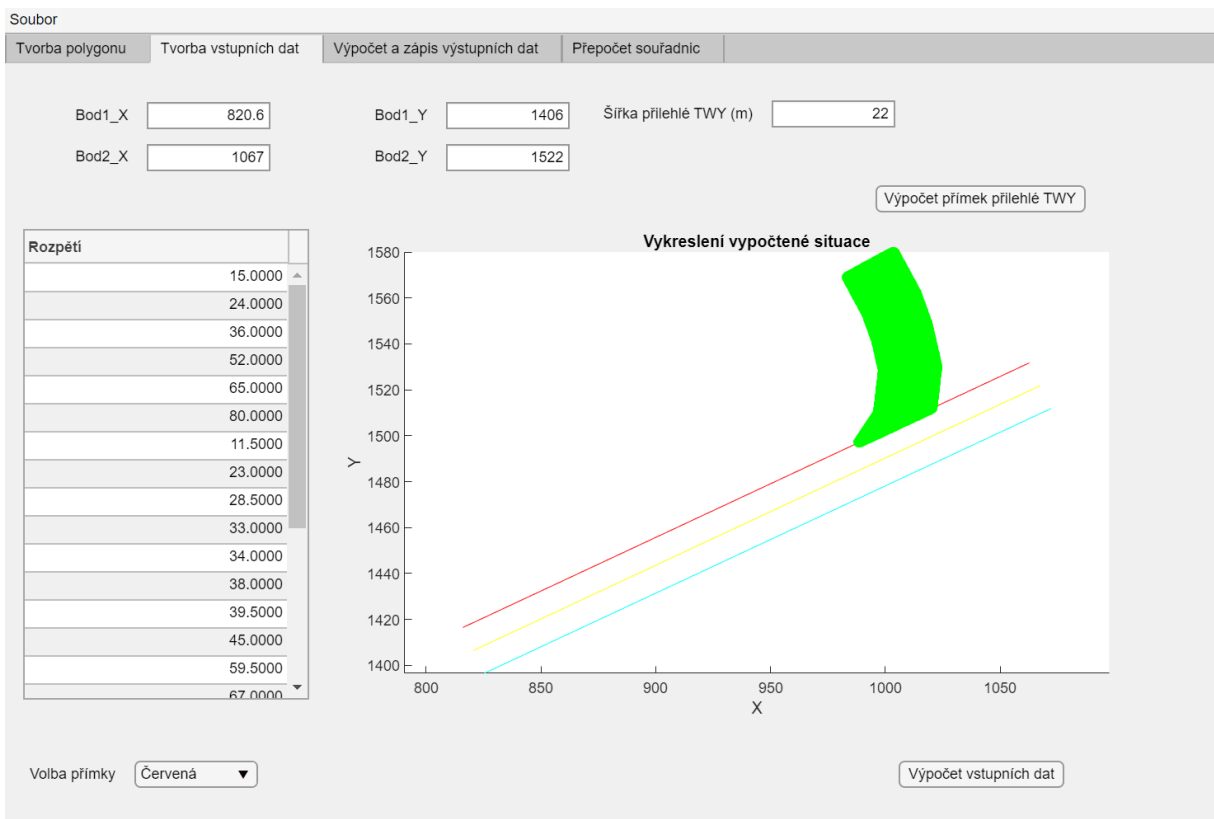 Soubor
Tvorba polygonu Tvorba vstupních dat Výpočet a zápis výstupních dat Přepočet souřadnic
Bod1_X 820.6 Bod1_Y 1406 Šířka přilehlé TWY (m) 22
Bod2_X 1067 Bod2_Y 1522
Výpočet přímek přilehlé TWY
Rozpětí
15.0000
24.0000
36.0000
52.0000
65.0000
80.0000
11.5000
23.0000
28.5000
33.0000
34.0000
38.0000
39.5000
45.0000
59.5000
67.0000
Vykreslení vypočtené situace
1580
1560
1540
1520
1500
1480
1460
1440
1420
1400
Y
800 850 900 950 1000 1050
X
Volba přímky Červená
Výpočet vstupních dat